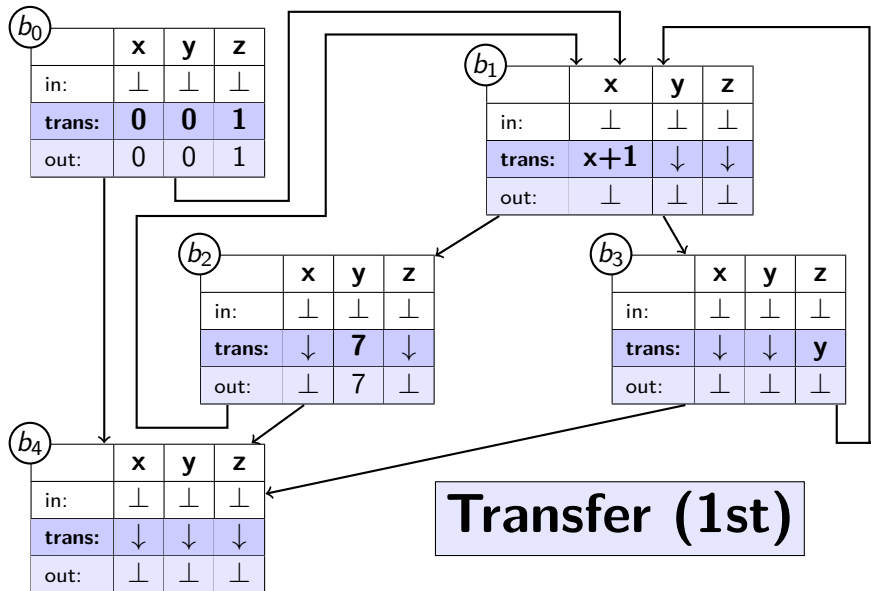 b0
x y z
in: ⊥ ⊥ ⊥
trans: 0 0 1
out: 0 0 1
b1
x y z
in: ⊥ ⊥ ⊥
trans: x+1 ↓ ↓
out: ⊥ ⊥ ⊥
b2
x y z
in: ⊥ ⊥ ⊥
trans: ↓ 7 ↓
out: ⊥ 7 ⊥
b3
x y z
in: ⊥ ⊥ ⊥
trans: ↓ ↓ y
out: ⊥ ⊥ ⊥
b4
x y z
in: ⊥ ⊥ ⊥
trans: ↓ ↓ ↓
out: ⊥ ⊥ ⊥
Transfer (1st)